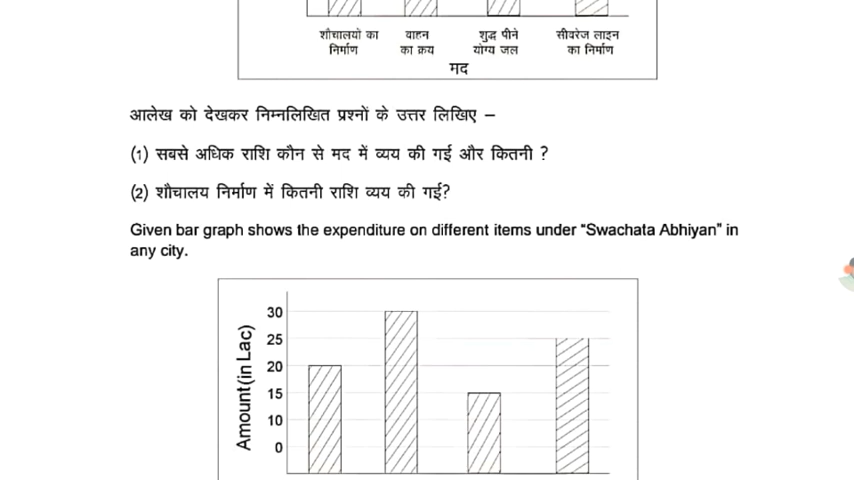 शौचालयो का
निर्माण
वाहन
का क्रय
शुद्ध पीने
योग्य जल
सीवरेज लाइन
का निर्माण
मद
आलेख को देखकर निम्नलिखित प्रश्नों के उत्तर लिखिए –
(1) सबसे अधिक राशि कौन से मद में व्यय की गई और कितनी ?
(2) शौचालय निर्माण में कितनी राशि व्यय की गई?
Given bar graph shows the expenditure on different items under “Swachata Abhiyan” in
any city.
Amount(in Lac)
30
25
20
15
10
0